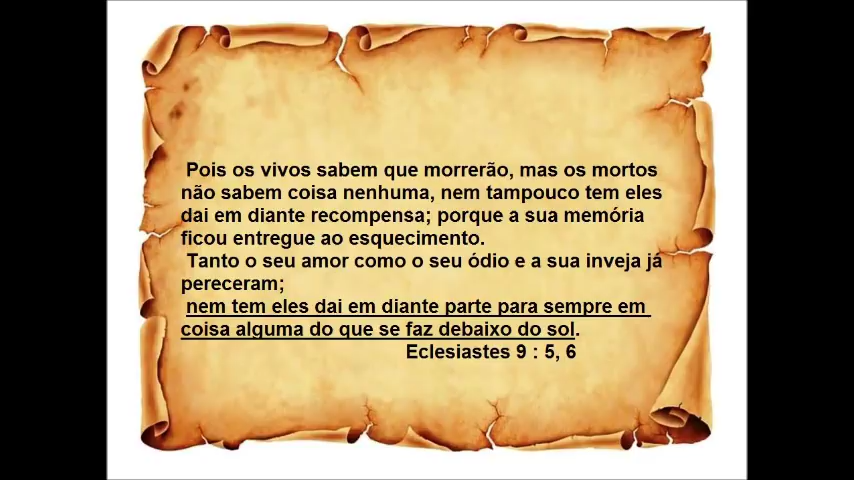 Pois os vivos sabem que morrerão, mas os mortos
não sabem coisa nenhuma, nem tampouco tem eles
dai em diante recompensa; porque a sua memória
ficou entregue ao esquecimento.
Tanto o seu amor como o seu ódio e a sua inveja já
pereceram;
nem tem eles dai em diante parte para sempre em
coisa alguma do que se faz debaixo do sol.
Eclesiastes 9 : 5, 6